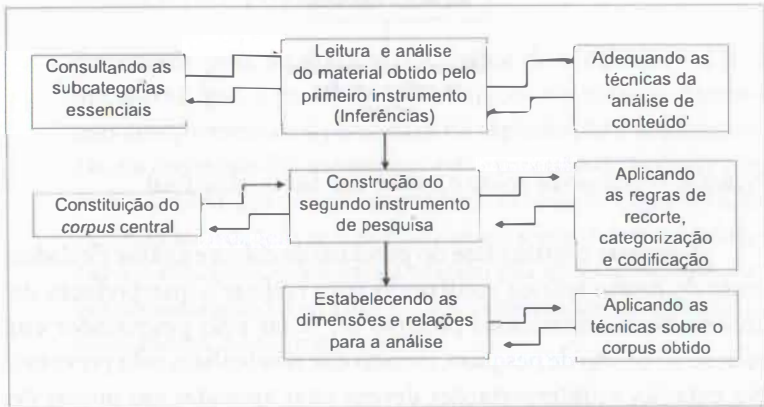 Consultando as
subcategorias
essenciais
Leitura e análise
do material obtido pelo
primeiro instrumento
(Inferências)
Adequando as
técnicas da
'análise de
conteúdo'
Constituição do
corpus central
Construção do
segundo instrumento
de pesquisa
Aplicando
as regras de
recorte,
categorização
e codificação
Estabelecendo as
dimensões e relações
para a análise
Aplicando as
técnicas sobre o
corpus obtido